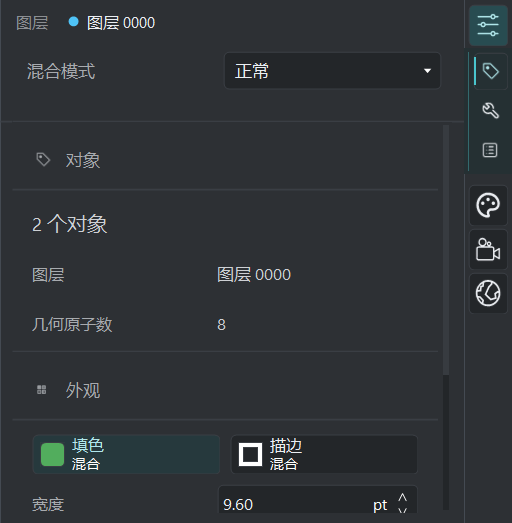 图层 图层 0000
混合模式 正常
对象
2 个对象
图层 图层 0000
几何原子数 8
外观
填色 描边
混合 混合
宽度 9.60 pt